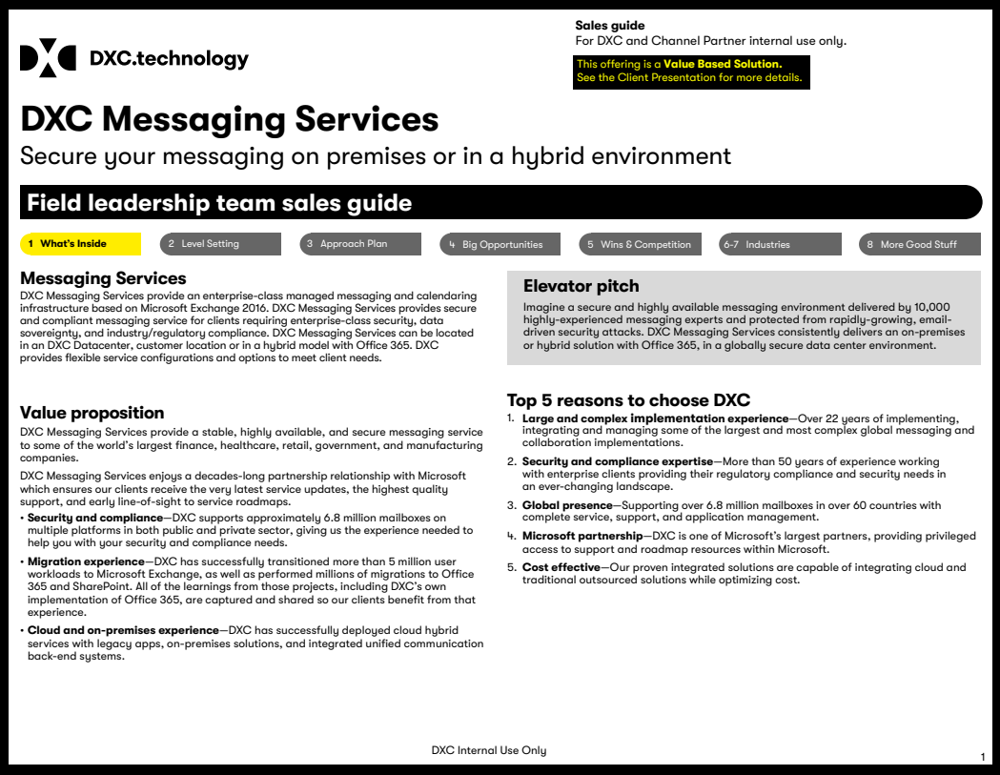 DXC.technology
Sales guide
For DXC and Channel Partner internal use only.
This offering is a Value Based Solution.
See the Client Presentation for more details.
DXC Messaging Services
Secure your messaging on premises or in a hybrid environment
Field leadership team sales guide
1 What's Inside
2 Level Setting
3 Approach Plan
4 Big Opportunities
5 Wins & Competition
6-7 Industries
8 More Good Stuff
Messaging Services
DXC Messaging Services provide an enterprise-class managed messaging and calendaring
infrastructure based on Microsoft Exchange 2016. DXC Messaging Services provides secure
and compliant messaging service for clients requiring enterprise-class security, data
sovereignty, and industry/regulatory compliance. DXC Messaging Services can be located
in an DXC Datacenter, customer location or in a hybrid model with Office 365. DXC
provides flexible service configurations and options to meet client needs.
Value proposition
DXC Messaging Services provide a stable, highly available, and secure messaging service
to some of the world's largest finance, healthcare, retail, government, and manufacturing
companies.
DXC Messaging Services enjoys a decades-long partnership relationship with Microsoft
which ensures our clients receive the very latest service updates, the highest quality
support, and early line-of-sight to service roadmaps.
• Security and compliance—DXC supports approximately 6.8 million mailboxes on
multiple platforms in both public and private sector, giving us the experience needed to
help you with your security and compliance needs.
• Migration experience—DXC has successfully transitioned more than 5 million user
workloads to Microsoft Exchange, as well as performed millions of migrations to Office
365 and SharePoint. All of the learnings from those projects, including DXC's own
implementation of Office 365, are captured and shared so our clients benefit from that
experience.
• Cloud and on-premises experience—DXC has successfully deployed cloud hybrid
services with legacy apps, on-premises solutions, and integrated unified communication
back-end systems.
Elevator pitch
Imagine a secure and highly available messaging environment delivered by 10,000
highly-experienced messaging experts and protected from rapidly-growing, email-
driven security attacks. DXC Messaging Services consistently delivers an on-premises
or hybrid solution with Office 365, in a globally secure data center environment.
Top 5 reasons to choose DXC
1. Large and complex implementation experience—Over 22 years of implementing,
integrating and managing some of the largest and most complex global messaging and
collaboration implementations.
2. Security and compliance expertise—More than 50 years of experience working
with enterprise clients providing their regulatory compliance and security needs in
an ever-changing landscape.
3. Global presence—Supporting over 6.8 million mailboxes in over 60 countries with
complete service, support, and application management.
4. Microsoft partnership—DXC is one of Microsoft's largest partners, providing privileged
access to support and roadmap resources within Microsoft.
5. Cost effective—Our proven integrated solutions are capable of integrating cloud and
traditional outsourced solutions while optimizing cost.
DXC Internal Use Only
1